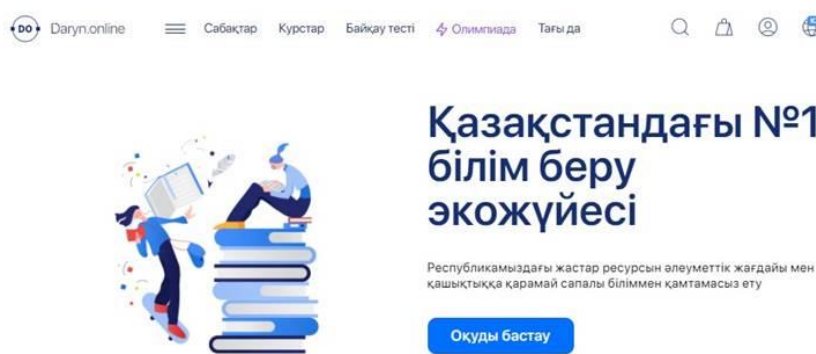 DO Daryn.online Сабақтар Курстар Байқау тесті Олимпиада Тағы да
Қазақстандағы №1
білім беру
экожүйесі
Республикамыздағы жастар ресурсын әлеуметтік жағдайы мен
қашықтыққа қарамай сапалы біліммен қамтамасыз ету
Оқуды бастау